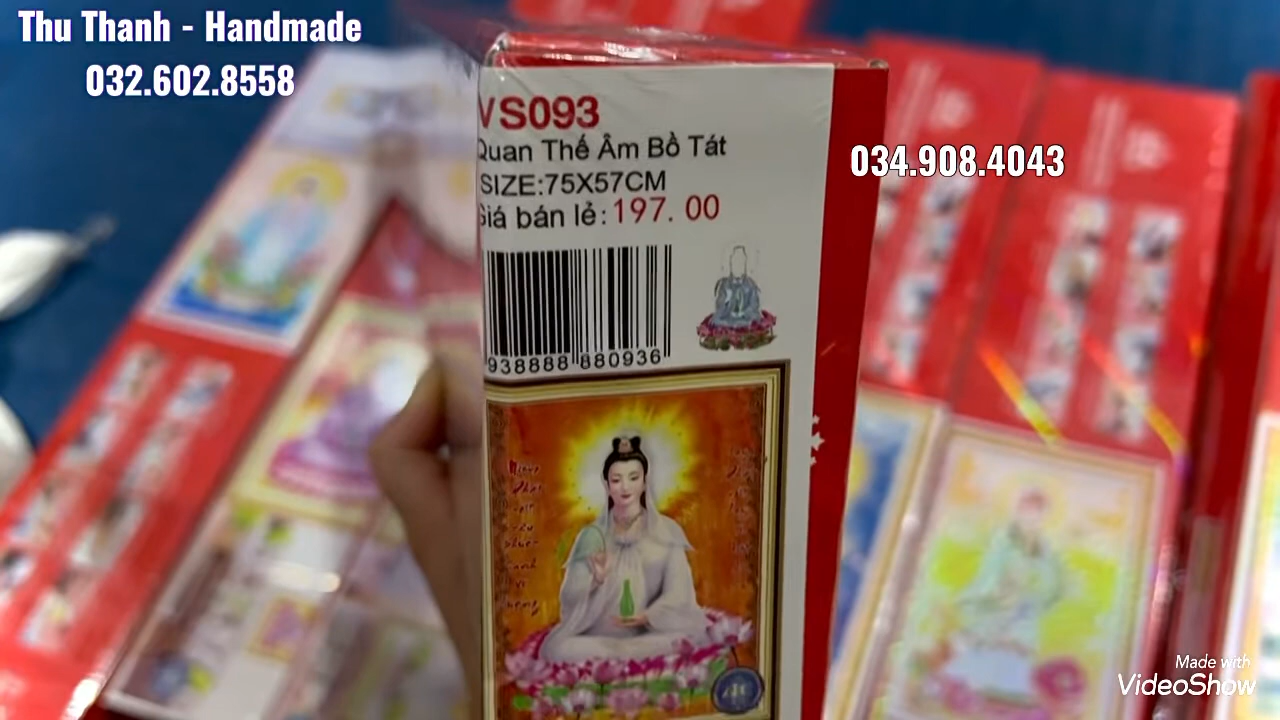 Thu Thanh - Handmade
032.602.8558
VS093
Quan Thế Âm Bồ Tát
SIZE:75X57CM
Giá bán lẻ: 197.00
034.908.4043
938888 880936
Made with
VideoShow